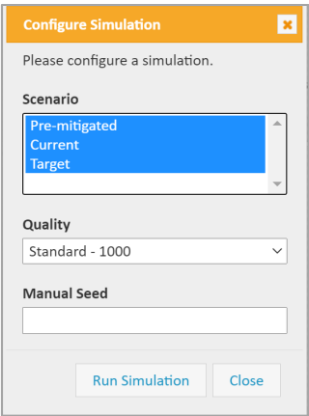 Configure Simulation
Please configure a simulation.
Scenario
Pre-mitigated
Current
Target
Quality
Standard - 1000
Manual Seed
Run Simulation Close